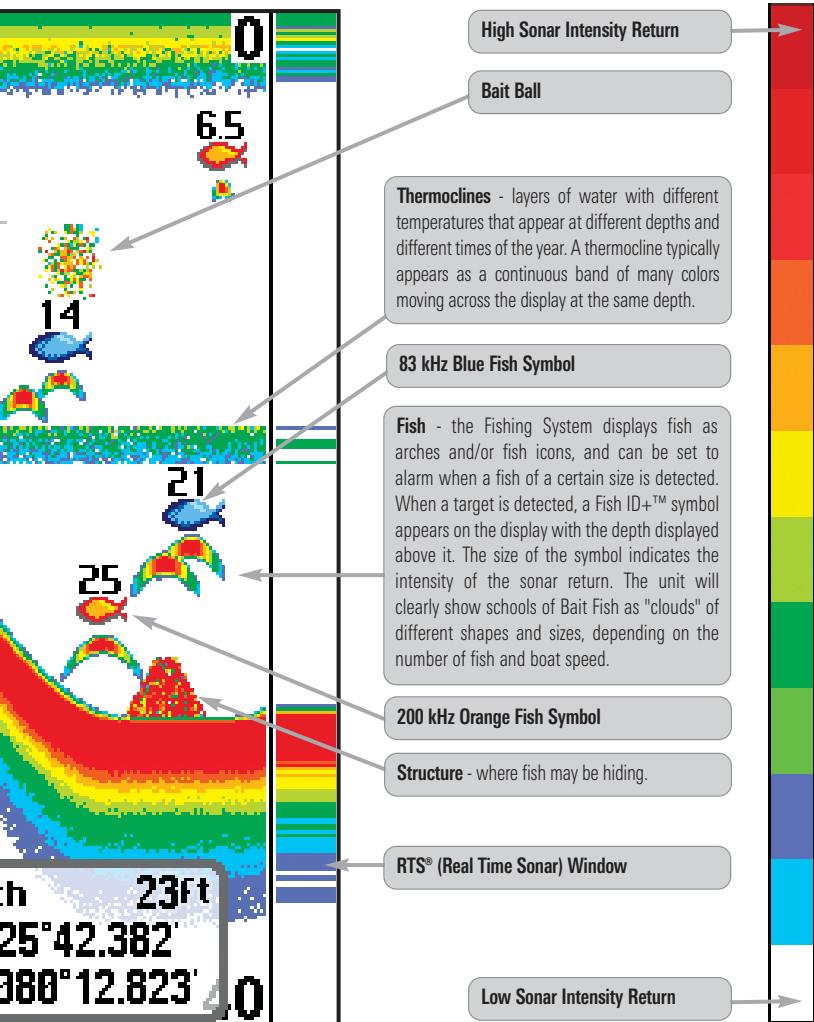 0
6.5
14
21
25
th 23ft
25°42.382'
080°12.823'
40
High Sonar Intensity Return
Bait Ball
Thermoclines - layers of water with different
temperatures that appear at different depths and
different times of the year. A thermocline typically
appears as a continuous band of many colors
moving across the display at the same depth.
83 kHz Blue Fish Symbol
Fish - the Fishing System displays fish as
arches and/or fish icons, and can be set to
alarm when a fish of a certain size is detected.
When a target is detected, a Fish ID+™ symbol
appears on the display with the depth displayed
above it. The size of the symbol indicates the
intensity of the sonar return. The unit will
clearly show schools of Bait Fish as "clouds" of
different shapes and sizes, depending on the
number of fish and boat speed.
200 kHz Orange Fish Symbol
Structure - where fish may be hiding.
RTS® (Real Time Sonar) Window
Low Sonar Intensity Return